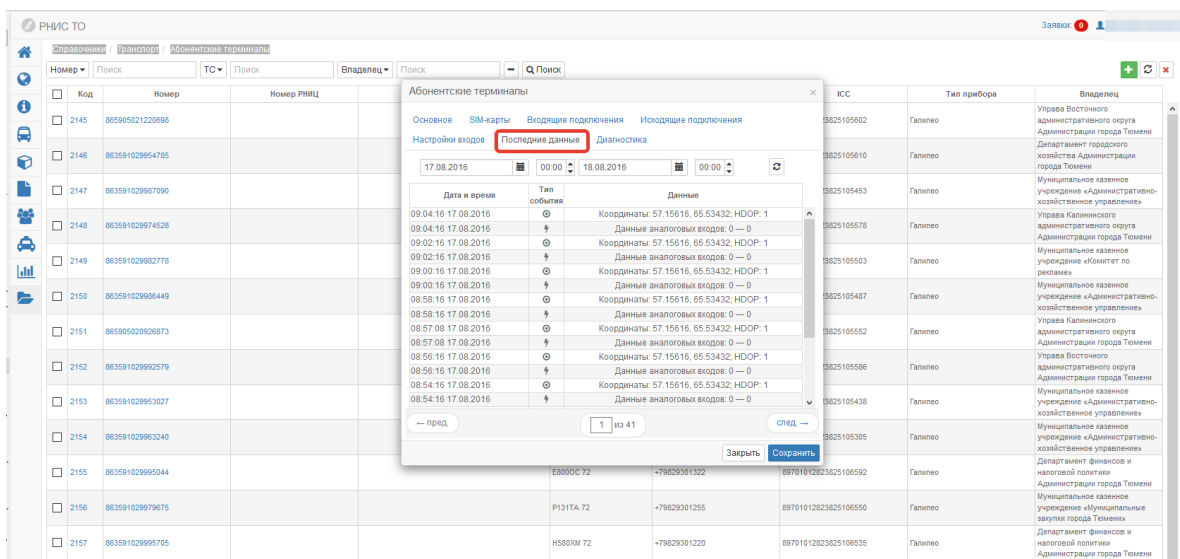 РНИС ТО
Заявки: 0
Справочники / Транспорт / Абонентские терминалы
Номер Поиск ТС Поиск Владелец Поиск Поиск
Код Номер Номер РНИЦ ICC Тип прибора Владелец
2145 865905021220698 23825105602 Галилео Управа Восточного
административного округа
Администрации города Тюмени
2146 863591029954785 23825105610 Галилео Департамент городского
хозяйства Администрации
города Тюмени
2147 863591029987090 23825105453 Галилео Муниципальное казенное
учреждение «Административно-
хозяйственное управление»
2148 863591029974528 23825105578 Галилео Управа Калининского
административного округа
Администрации города Тюмени
2149 863591029982778 23825105503 Галилео Муниципальное казенное
учреждение «Комитет по
рекламе»
2150 863591029986449 23825105487 Галилео Муниципальное казенное
учреждение «Административно-
хозяйственное управление»
2151 865905020926873 23825105552 Галилео Управа Калининского
административного округа
Администрации города Тюмени
2152 863591029992579 23825105586 Галилео Управа Восточного
административного округа
Администрации города Тюмени
2153 863591029953027 23825105438 Галилео Муниципальное казенное
учреждение «Административно-
хозяйственное управление»
2154 863591029963240 23825105305 Галилео Муниципальное казенное
учреждение «Административно-
хозяйственное управление»
2155 863591029995044 Е800ОС 72 +79829301322 89701012823825106592 Галилео Департамент финансов и
налоговой политики
Администрации города Тюмени
2156 863591029979675 Р131ТА 72 +79829301255 89701012823825106550 Галилео Муниципальное казенное
учреждение «Муниципальные
закупки города Тюмени»
2157 863591029995705 Н580ХМ 72 +79829301220 89701012823825106535 Галилео Департамент финансов и
налоговой политики
Администрации города Тюмени
Абонентские терминалы ×
Основное SIM-карты Входящие подключения Исходящие подключения
Настройки входов Последние данные Диагностика
17.08.2016 00:00 18.08.2016 00:00
Дата и время Тип события Данные
09:04:16 17.08.2016 Координаты: 57.15616, 65.53432; HDOP: 1
09:04:16 17.08.2016 Данные аналоговых входов: 0 — 0
09:02:16 17.08.2016 Координаты: 57.15616, 65.53432; HDOP: 1
09:02:16 17.08.2016 Данные аналоговых входов: 0 — 0
09:00:16 17.08.2016 Координаты: 57.15616, 65.53432; HDOP: 1
09:00:16 17.08.2016 Данные аналоговых входов: 0 — 0
08:58:16 17.08.2016 Координаты: 57.15616, 65.53432; HDOP: 1
08:58:16 17.08.2016 Данные аналоговых входов: 0 — 0
08:57:08 17.08.2016 Координаты: 57.15616, 65.53432; HDOP: 1
08:57:08 17.08.2016 Данные аналоговых входов: 0 — 0
08:56:16 17.08.2016 Координаты: 57.15616, 65.53432; HDOP: 1
08:56:16 17.08.2016 Данные аналоговых входов: 0 — 0
08:54:16 17.08.2016 Координаты: 57.15616, 65.53432; HDOP: 1
08:54:16 17.08.2016 Данные аналоговых входов: 0 — 0
← пред. 1 из 41 след. →
Закрыть Сохранить